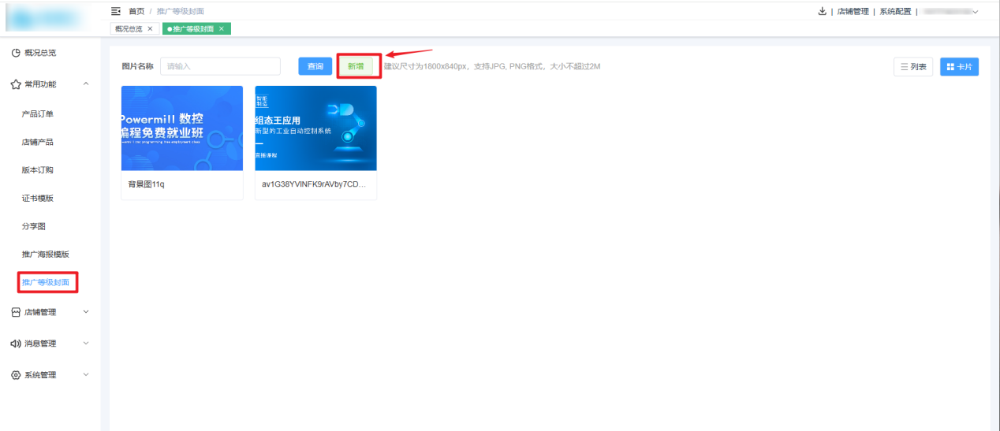 首页 / 推广等级封面
店铺管理 | 系统配置 |
概况总览 ×
推广等级封面 ×
概况总览
常用功能
产品订单
店铺产品
版本订购
证书模版
分享图
推广海报模版
推广等级封面
店铺管理
消息管理
系统管理
图片名称 请输入 查询 新增 建议尺寸为1800x840px，支持JPG, PNG格式，大小不超过2M
列表 卡片
Powermill 数控
编程免费就业班
背景图11q
智能
制造
组态王应用
新型的工业自动控制系统
直播课程
av1G38YVINFK9rAVby7CD...